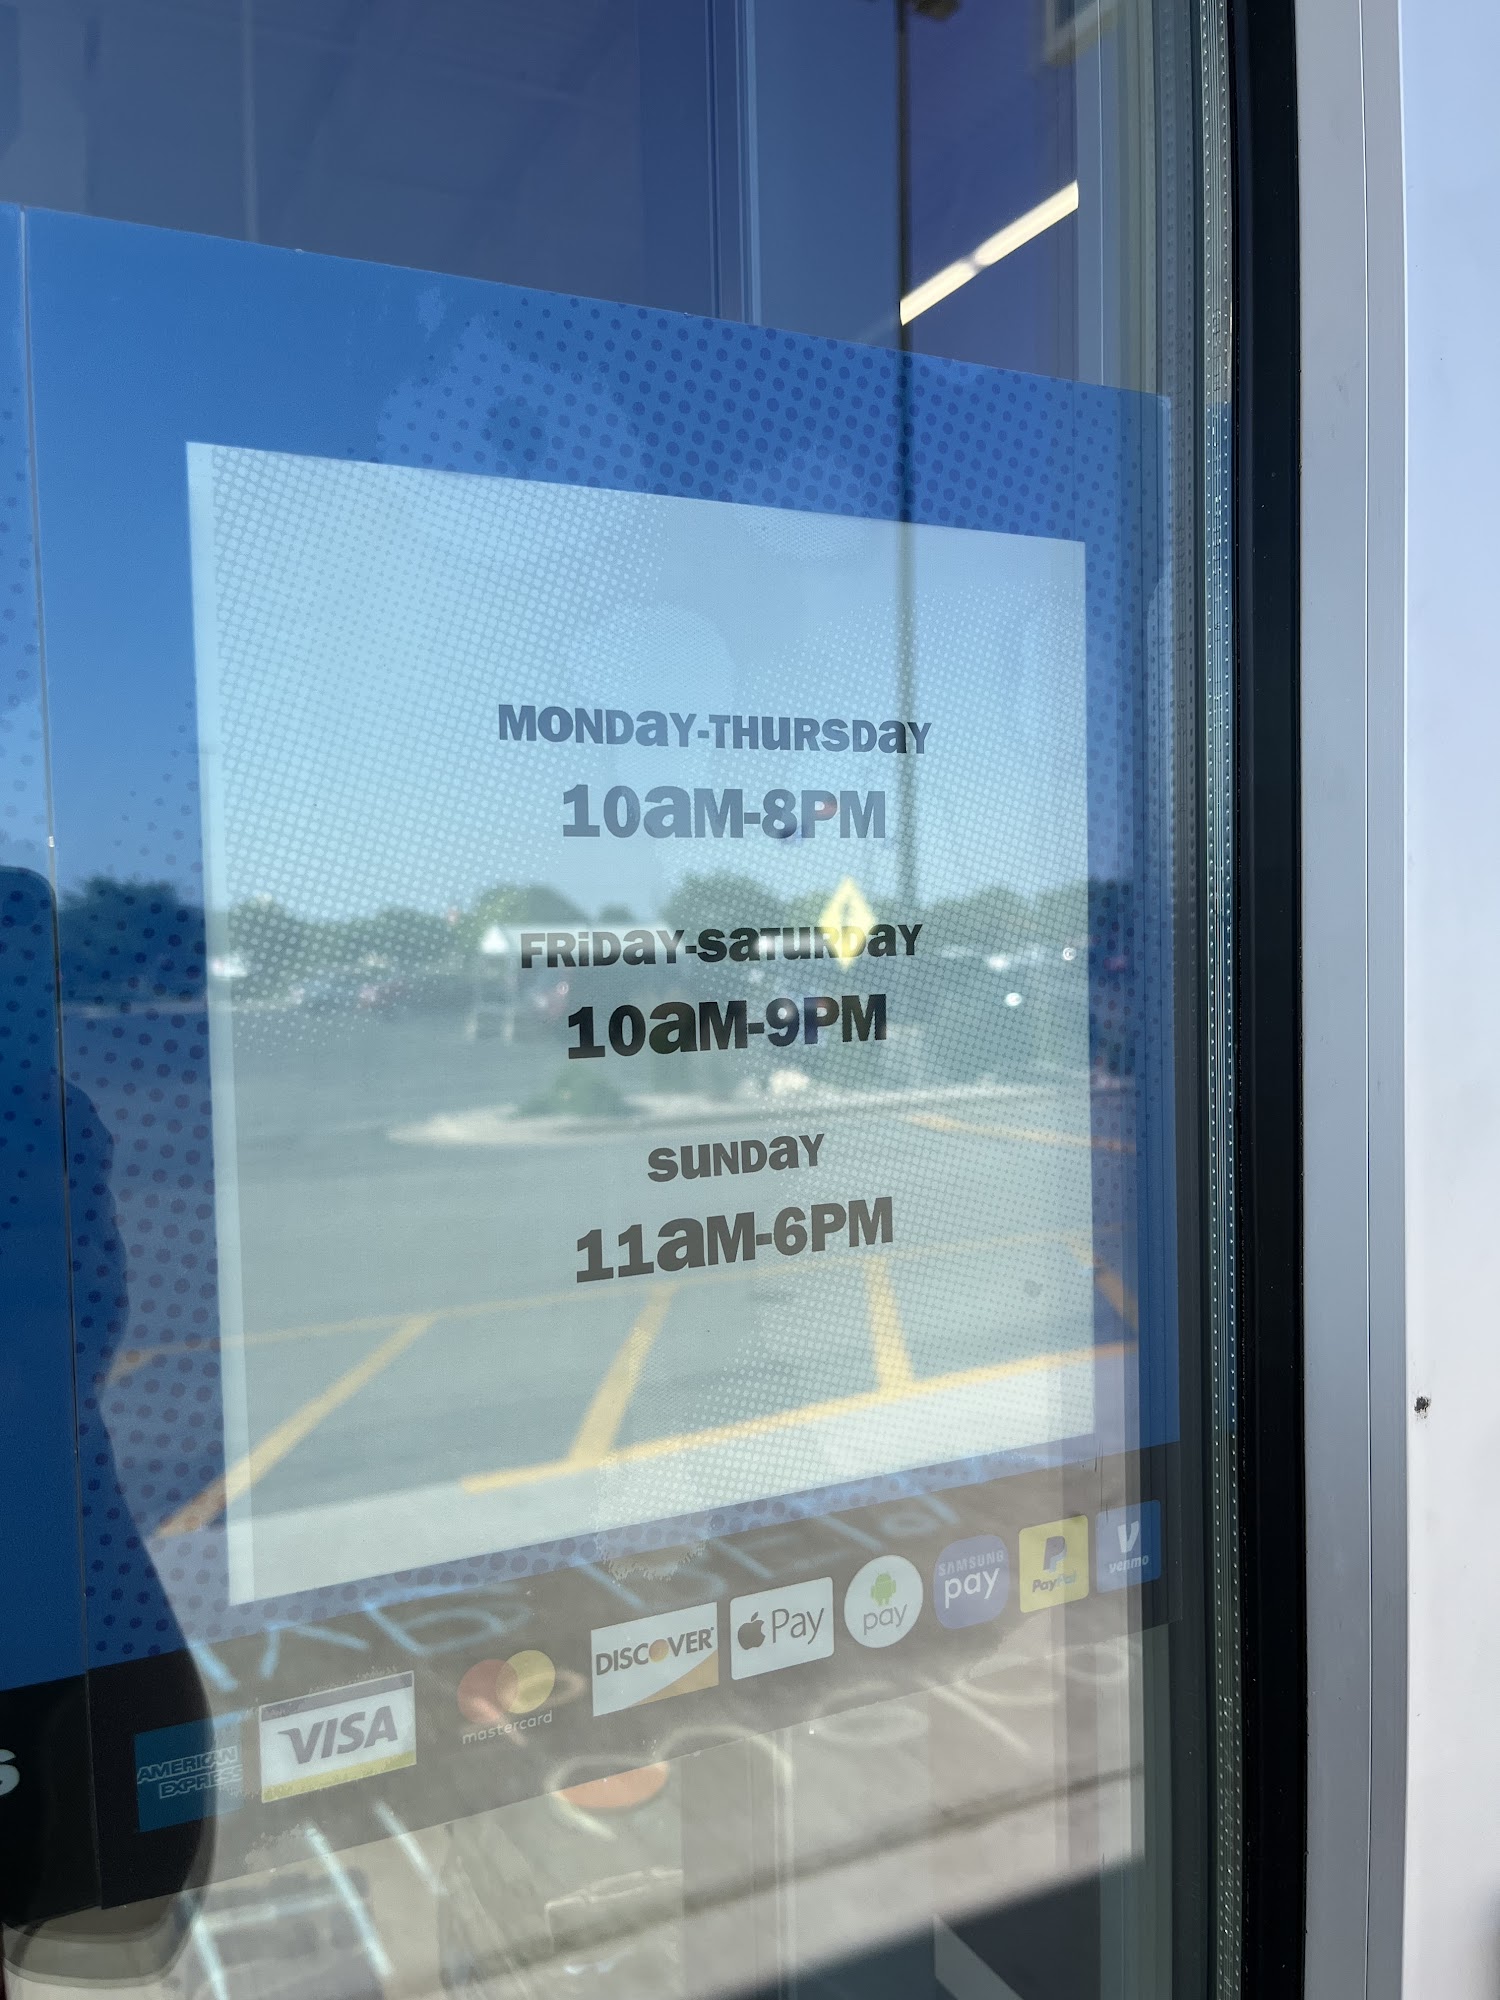 MONDaY-THURSDaY
10aM-8PM
FRiDaY-SaTURDaY
10aM-9PM
SUNDaY
11aM-6PM
AMERICAN
EXPRESS
VISA
mastercard
DISCOVER
Pay
pay
SAMSUNG
pay
P
PayPal
V
venmo